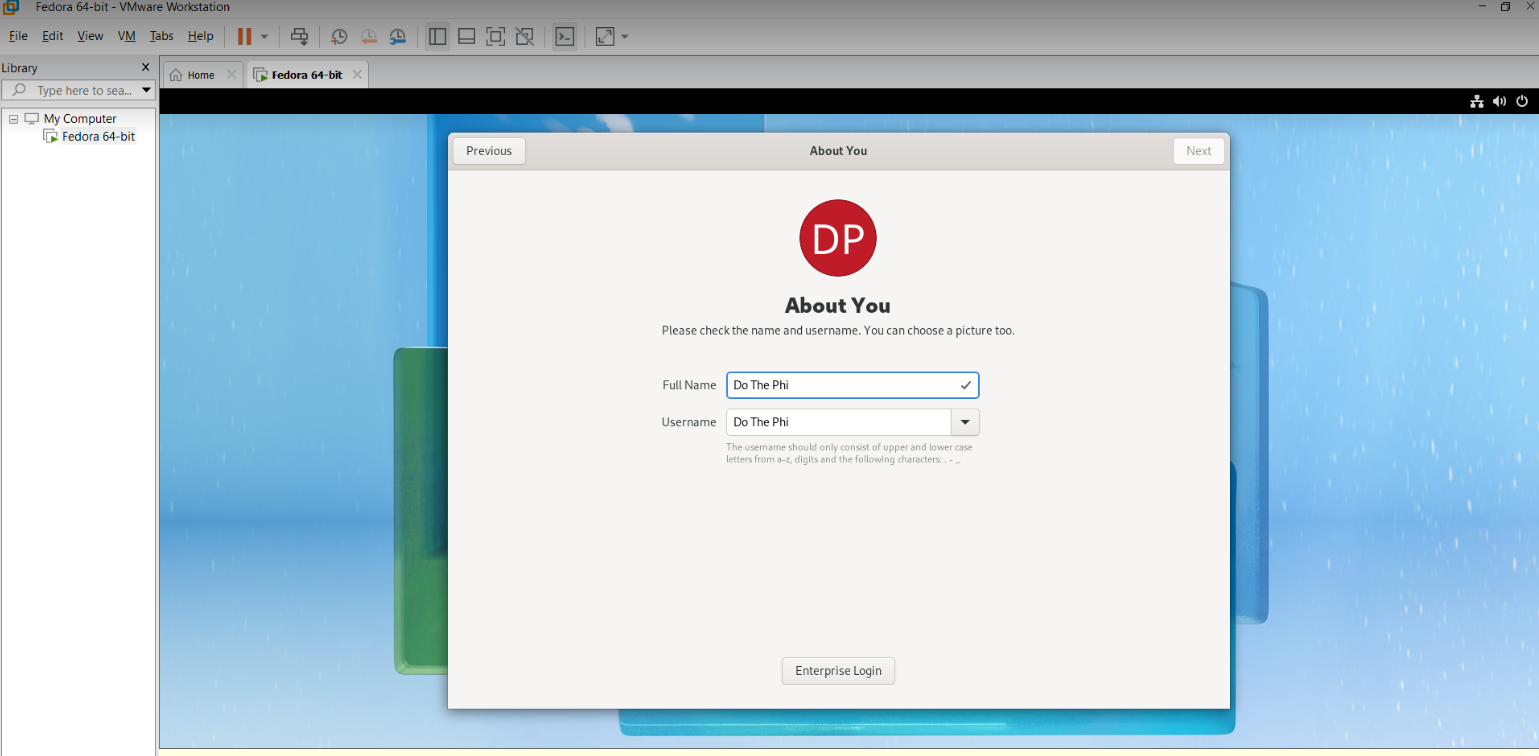 Fedora 64-bit - VMware Workstation
File Edit View VM Tabs Help
Library
Type here to sea...
My Computer
Fedora 64-bit
Home
Fedora 64-bit
Previous
About You
Next
DP
About You
Please check the name and username. You can choose a picture too.
Full Name Do The Phi
Username Do The Phi
The username should only consist of upper and lower case
letters from a-z, digits and the following characters: . - _
Enterprise Login